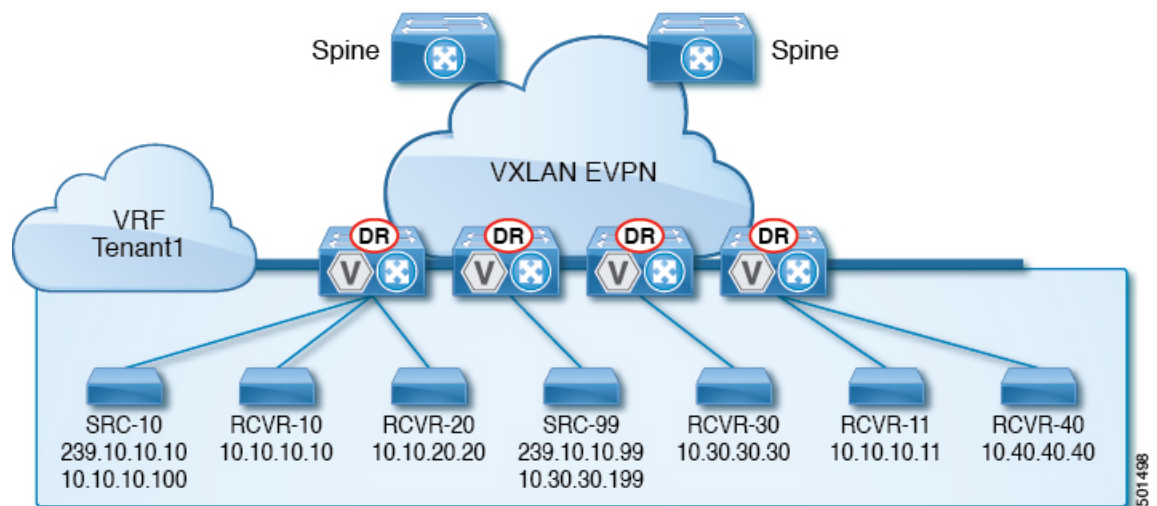 Spine
Spine
VXLAN EVPN
VRF
Tenant1
DR
DR
DR
DR
V
V
V
V
SRC-10
239.10.10.10
10.10.10.100
RCVR-10
10.10.10.10
RCVR-20
10.10.20.20
SRC-99
239.10.10.99
10.30.30.199
RCVR-30
10.30.30.30
RCVR-11
10.10.10.11
RCVR-40
10.40.40.40
501498